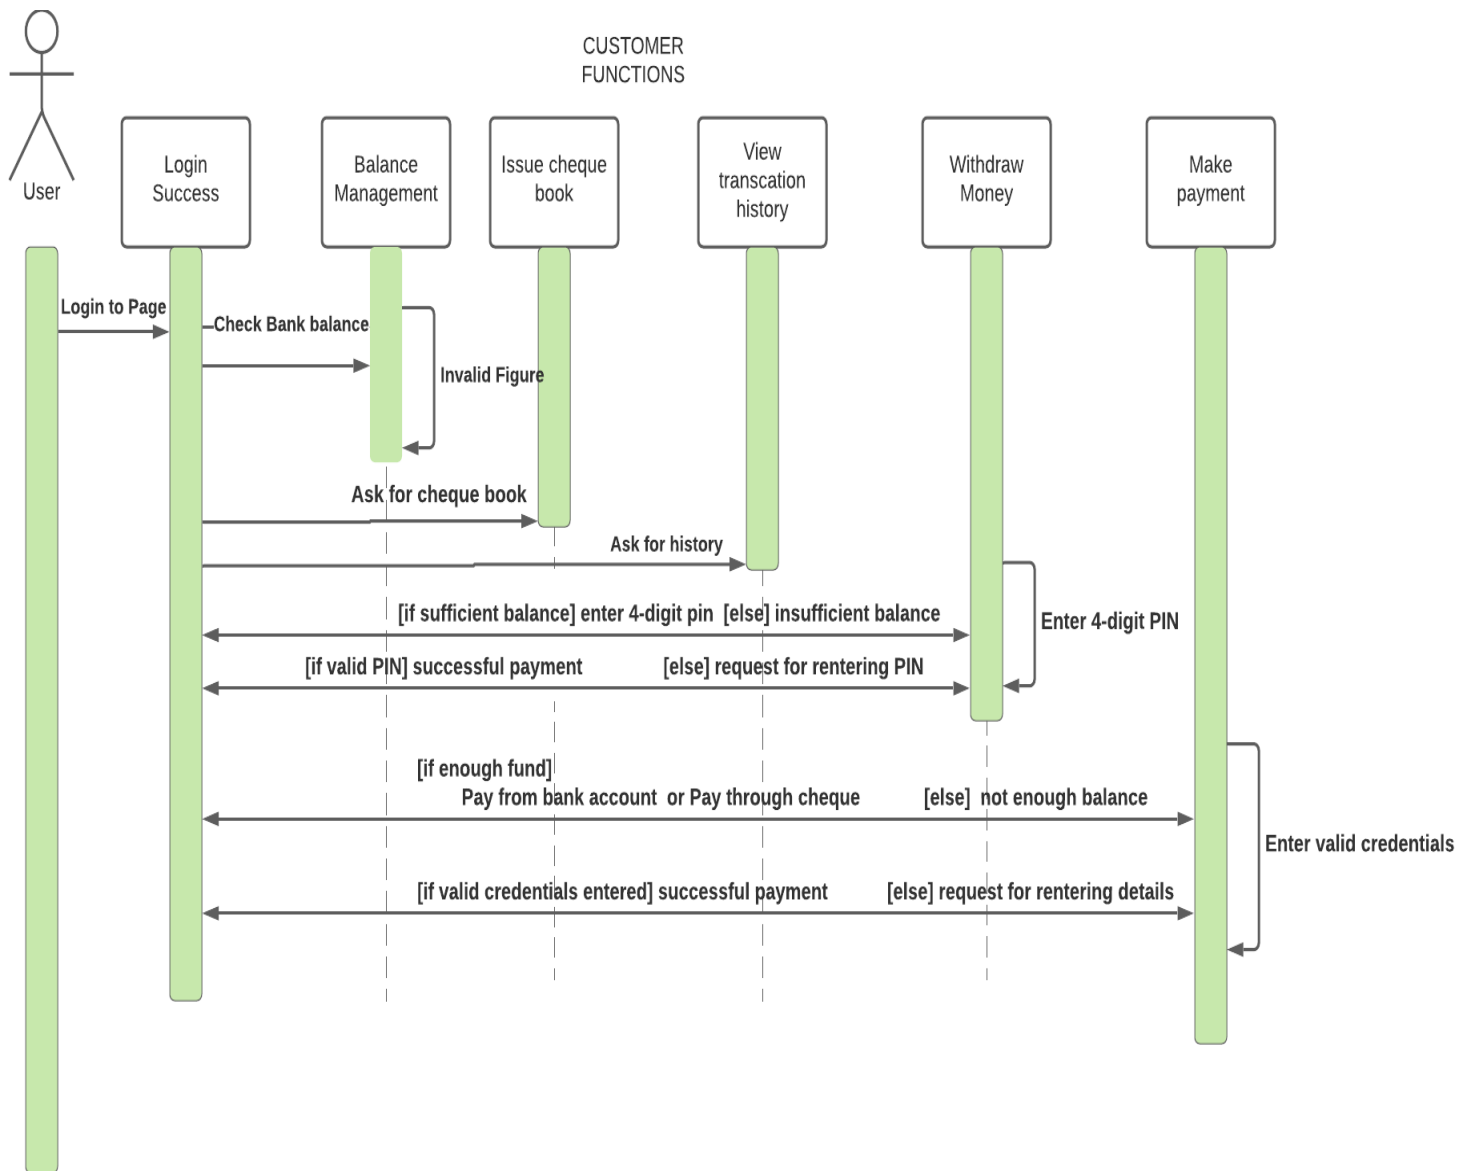 CUSTOMER
FUNCTIONS
User
Login
Success
Balance
Management
Issue cheque
book
View
transcation
history
Withdraw
Money
Make
payment
Login to Page
Check Bank balance
Invalid Figure
Ask for cheque book
Ask for history
[if sufficient balance] enter 4-digit pin [else] insufficient balance
Enter 4-digit PIN
[if valid PIN] successful payment [else] request for rentering PIN
[if enough fund]
Pay from bank account or Pay through cheque [else] not enough balance
Enter valid credentials
[if valid credentials entered] successful payment [else] request for rentering details